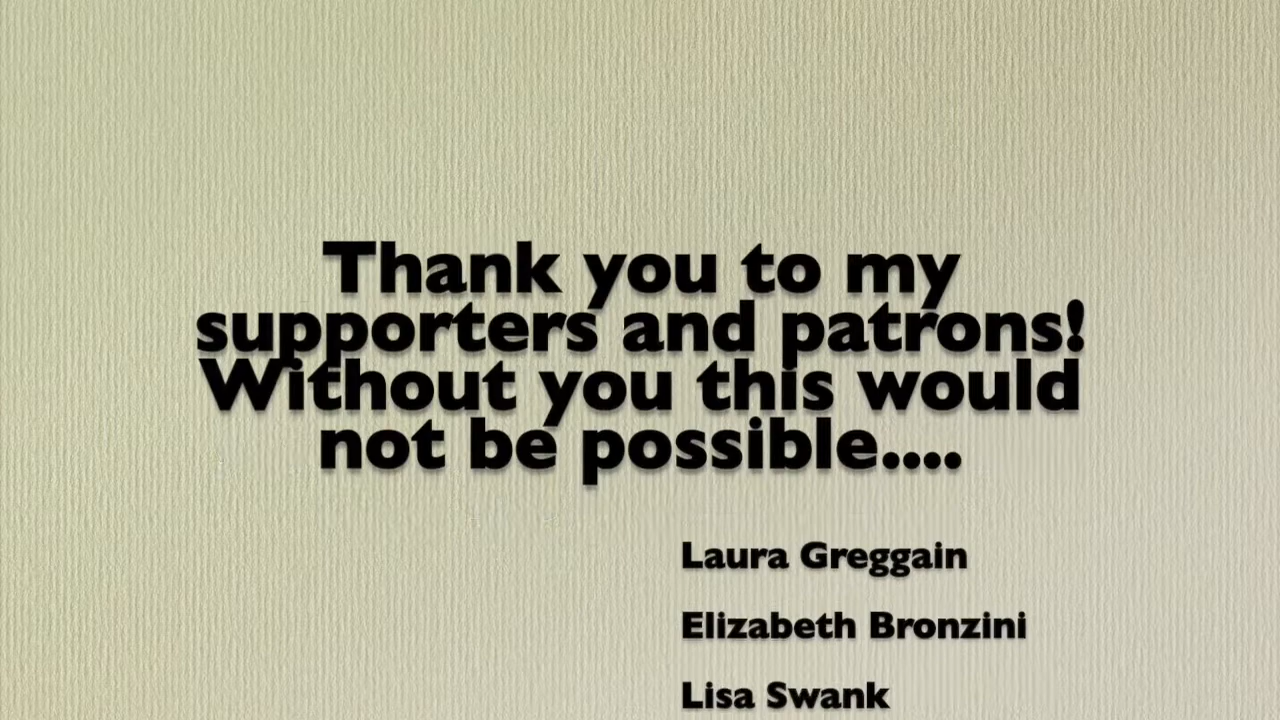 Thank you to my
supporters and patrons!
Without you this would
not be possible....
Laura Greggain
Elizabeth Bronzini
Lisa Swank